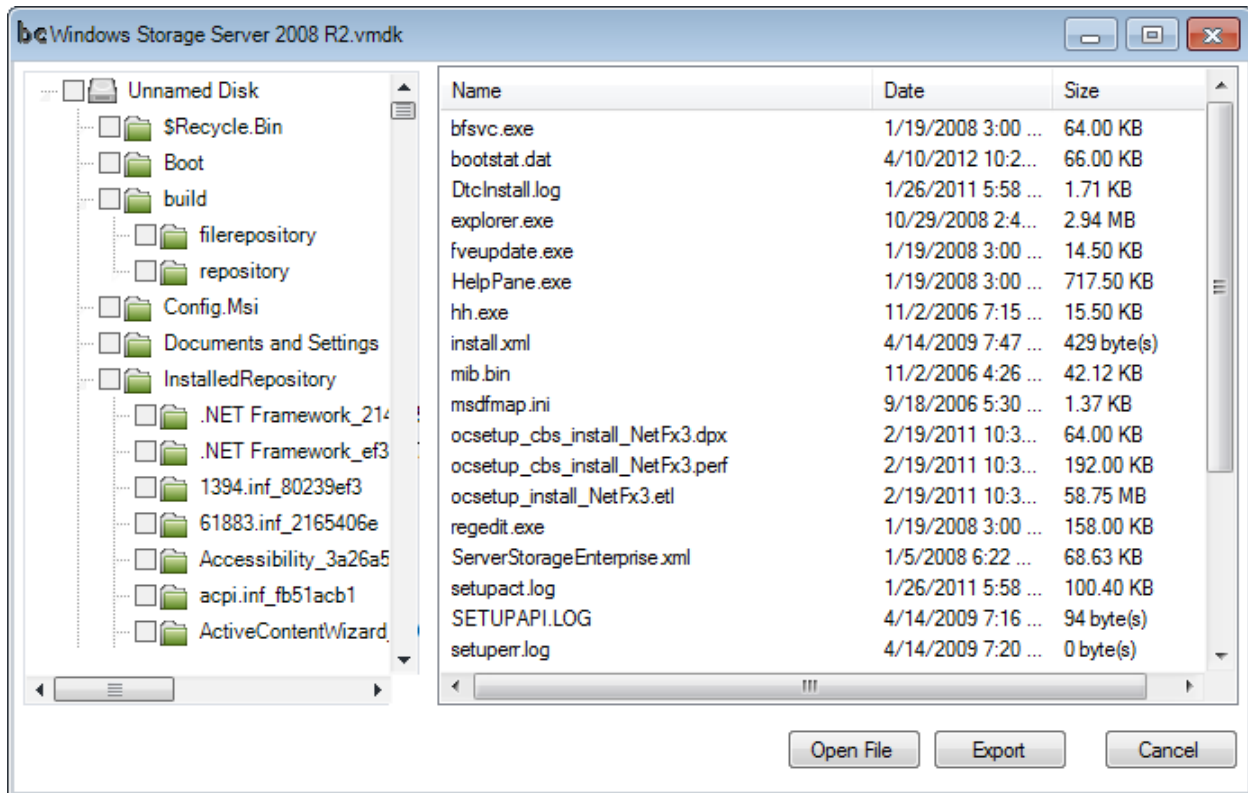 bc Windows Storage Server 2008 R2.vmdk
Unnamed Disk
$Recycle.Bin
Boot
build
filerepository
repository
Config.Msi
Documents and Settings
InstalledRepository
.NET Framework_214
.NET Framework_ef3
1394.inf_80239ef3
61883.inf_2165406e
Accessibility_3a26a5
acpi.inf_fb51acb1
ActiveContentWizard_
Name Date Size
bfsvc.exe 1/19/2008 3:00 ... 64.00 KB
bootstat.dat 4/10/2012 10:2... 66.00 KB
DtcInstall.log 1/26/2011 5:58 ... 1.71 KB
explorer.exe 10/29/2008 2:4... 2.94 MB
fveupdate.exe 1/19/2008 3:00 ... 14.50 KB
HelpPane.exe 1/19/2008 3:00 ... 717.50 KB
hh.exe 11/2/2006 7:15 ... 15.50 KB
install.xml 4/14/2009 7:47 ... 429 byte(s)
mib.bin 11/2/2006 4:26 ... 42.12 KB
msdfmap.ini 9/18/2006 5:30 ... 1.37 KB
ocsetup_cbs_install_NetFx3.dpx 2/19/2011 10:3... 64.00 KB
ocsetup_cbs_install_NetFx3.perf 2/19/2011 10:3... 192.00 KB
ocsetup_install_NetFx3.etl 2/19/2011 10:3... 58.75 MB
regedit.exe 1/19/2008 3:00 ... 158.00 KB
ServerStorageEnterprise.xml 1/5/2008 6:22 ... 68.63 KB
setupact.log 1/26/2011 5:58 ... 100.40 KB
SETUPAPI.LOG 4/14/2009 7:16 ... 94 byte(s)
setuperr.log 4/14/2009 7:20 ... 0 byte(s)
Open File Export Cancel